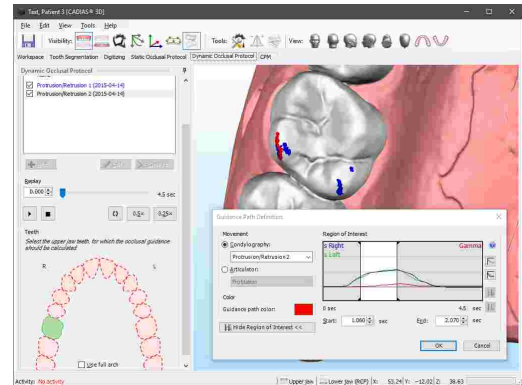 Test, Patient 3 (CADIAS® 3D)
File Edit View Tools Help
Visibility: Tools: View:
Workspace Tooth Segmentation Digitizing Static Occlusal Protocol Dynamic Occlusal Protocol CPM
Dynamic Occlusal Protocol
Protrusion/Retrusion 1 (2015-04-14)
Protrusion/Retrusion 2 (2015-04-14)
Replay
0.000 4.5 sec
0.5× 0.25×
Teeth
Select the upper jaw teeth, for which the occlusal guidance
should be calculated
R L
Use full arch
Guidance Path Definition
Movement
Condylography:
Protrusion/Retrusion2
Articulator:
Protrusion
Color
Guidance path color:
Hide Region of Interest <<
Region of Interest
s Right Gamma
s Left
0 sec 4.5 sec
Start: 1.060 sec End: 2.070 sec
OK Cancel
Activity: No activity
Upper jaw Lower jaw (RCP) X: 53.24 Y: -12.02 Z: 38.63